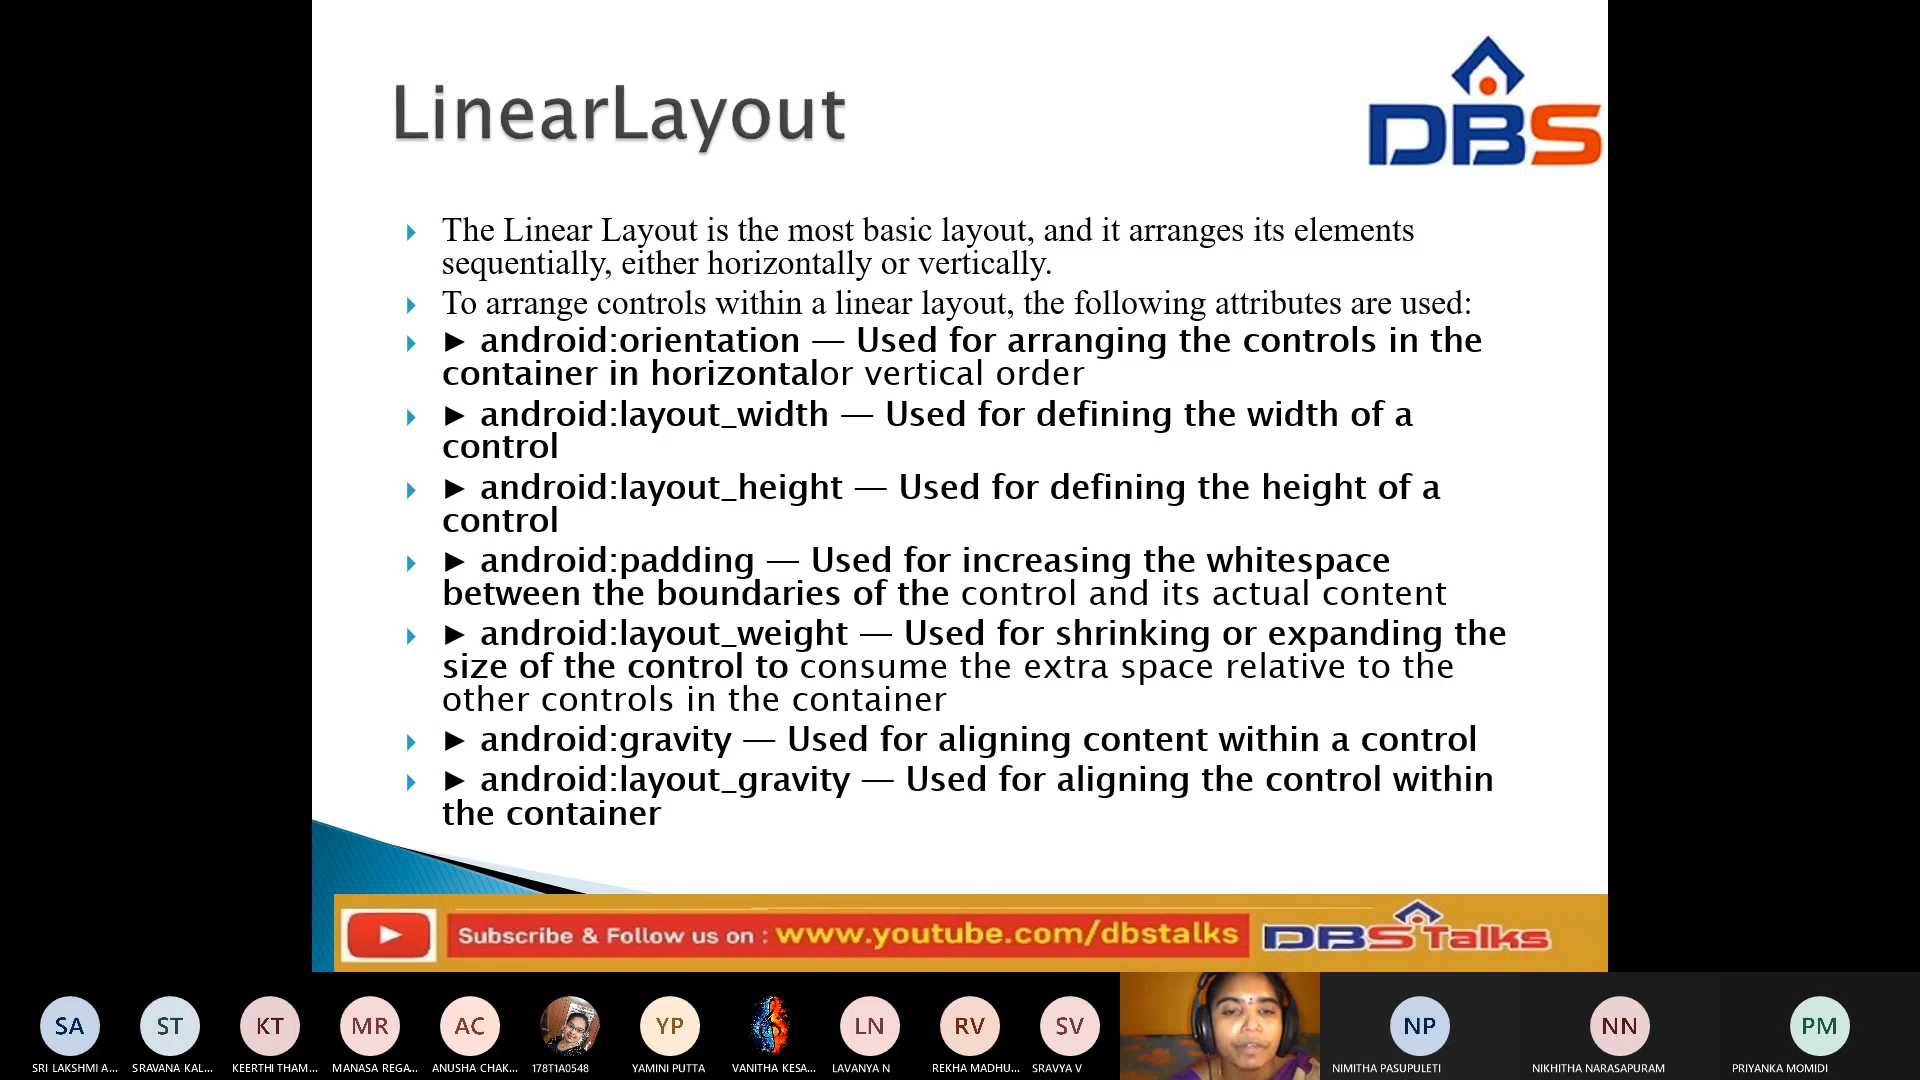 LinearLayout
DBS
The Linear Layout is the most basic layout, and it arranges its elements
sequentially, either horizontally or vertically.
To arrange controls within a linear layout, the following attributes are used:
► android:orientation — Used for arranging the controls in the
container in horizontalor vertical order
► android:layout_width — Used for defining the width of a
control
► android:layout_height — Used for defining the height of a
control
► android:padding — Used for increasing the whitespace
between the boundaries of the control and its actual content
► android:layout_weight — Used for shrinking or expanding the
size of the control to consume the extra space relative to the
other controls in the container
► android:gravity — Used for aligning content within a control
► android:layout_gravity — Used for aligning the control within
the container
Subscribe & Follow us on : www.youtube.com/dbstalks DBS Talks
SA ST KT MR AC YP LN RV SV NP NN PM
SRI LAKSHMI A... SRAVANA KAL... KEERTHI THAM... MANASA REGA... ANUSHA CHAK... 178T1A0548 YAMINI PUTTA VANITHA KESA... LAVANYA N REKHA MADHU... SRAVYA V NIMITHA PASUPULETI NIKHITHA NARASAPURAM PRIYANKA MOMIDI